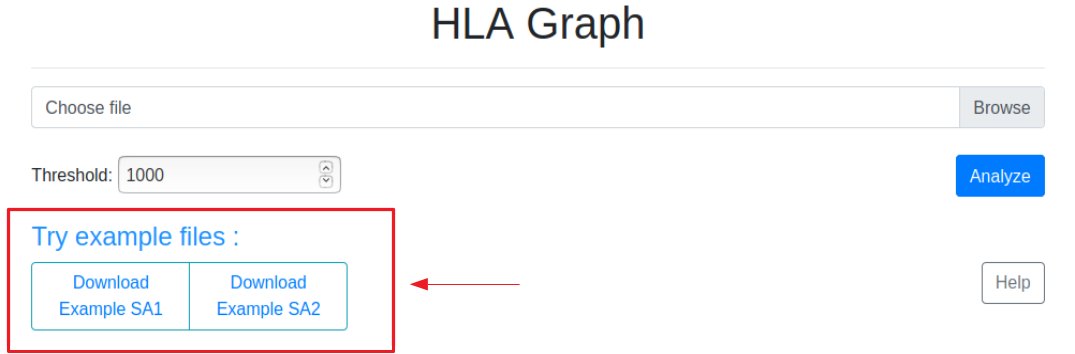 HLA Graph
Choose file
Browse
Threshold: 1000
Analyze
Try example files :
Download Example SA1
Download Example SA2
Help